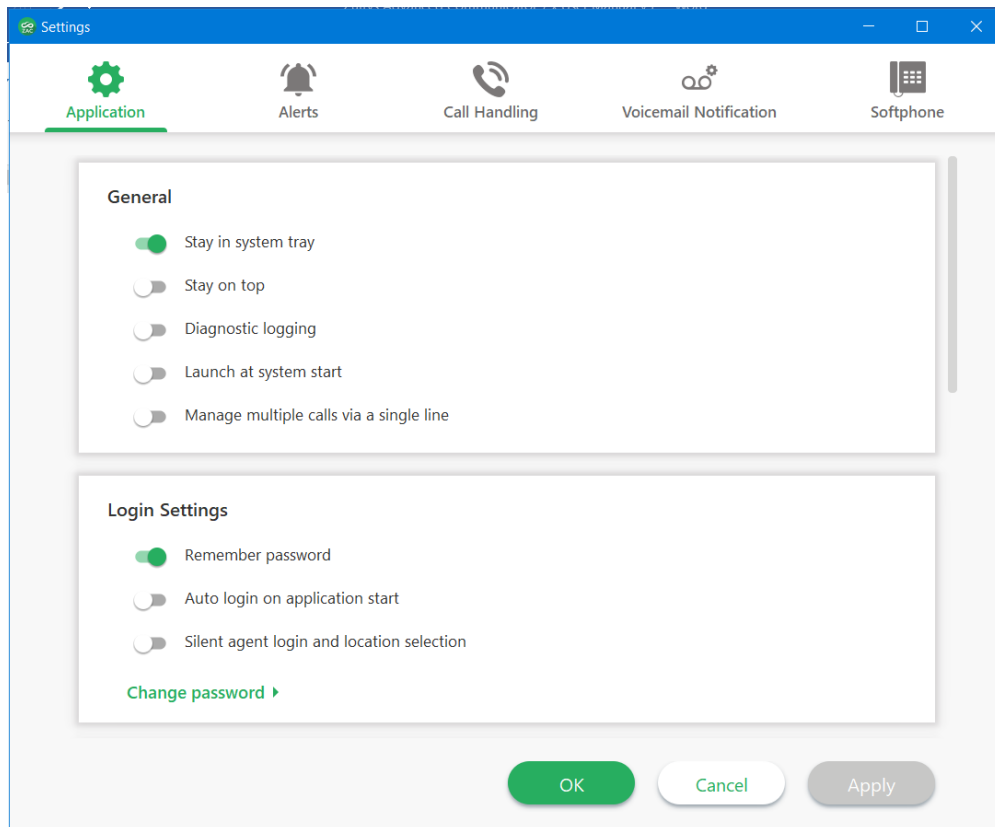 ZAC
Settings
Application
Alerts
Call Handling
Voicemail Notification
Softphone
General
Stay in system tray
Stay on top
Diagnostic logging
Launch at system start
Manage multiple calls via a single line
Login Settings
Remember password
Auto login on application start
Silent agent login and location selection
Change password
OK
Cancel
Apply